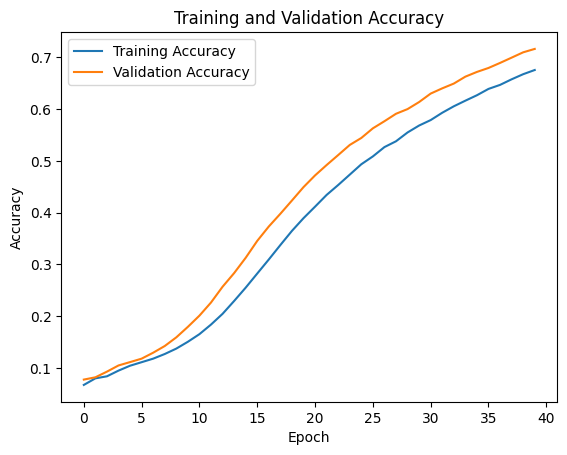 Training and Validation Accuracy
Training Accuracy
Validation Accuracy
0.7
0.6
0.5
0.4
0.3
0.2
0.1
Accuracy
0 5 10 15 20 25 30 35 40
Epoch